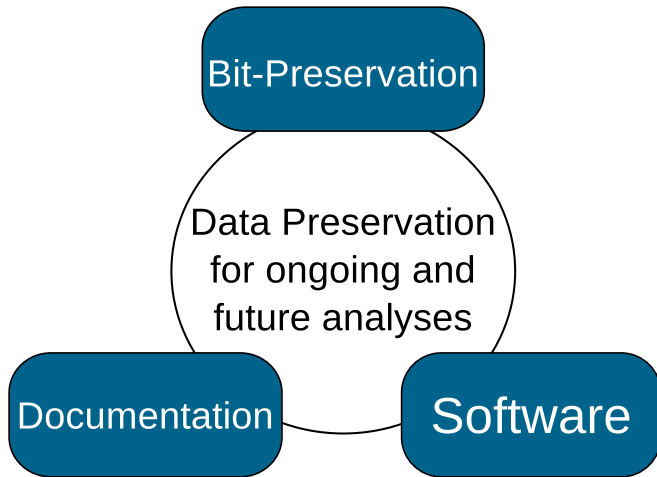 Bit-Preservation
Data Preservation
for ongoing and
future analyses
Documentation
Software